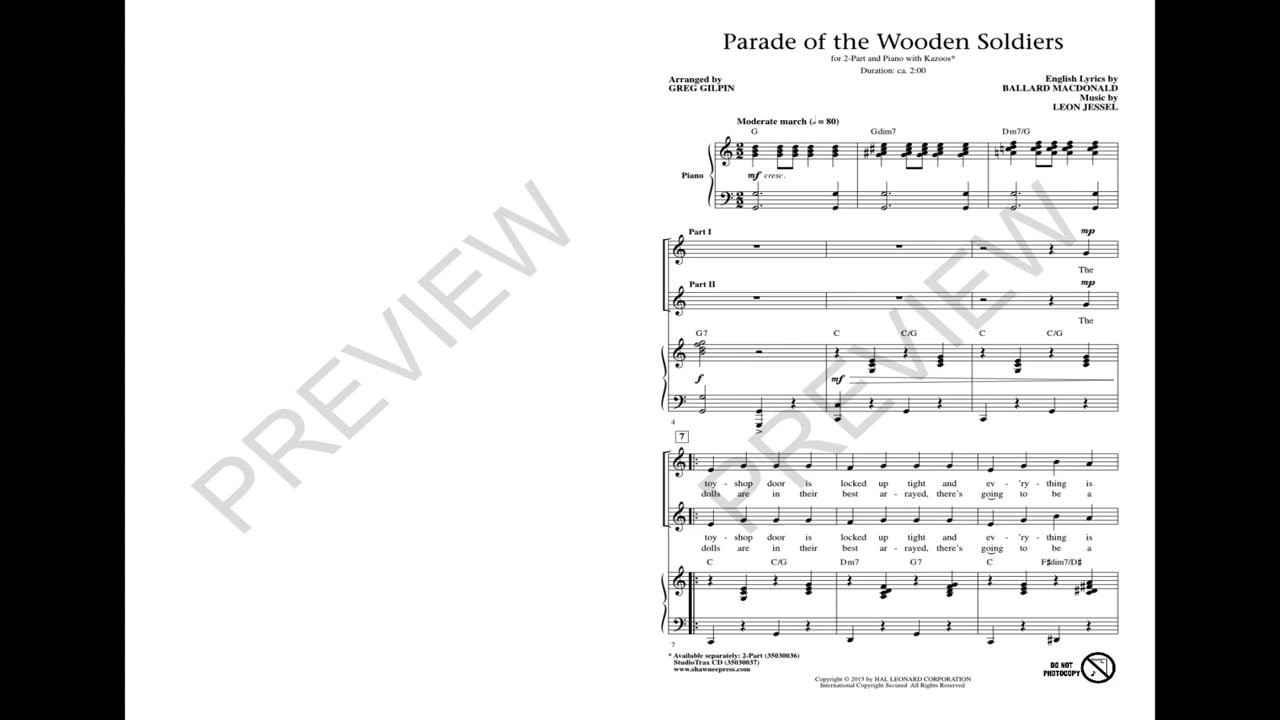 Parade of the Wooden Soldiers
for 2-Part and Piano with Kazoos*
Duration: ca. 2:00
Arranged by
GREG GILPIN
English Lyrics by
BALLARD MACDONALD
Music by
LEON JESSEL
Moderate march (𝅗𝅥 = 80)
G Gdim7 Dm7/G
Piano
mf cresc.
Part I
mp
The
Part II
mp
The
G7 C C/G C C/G
f mf
4
7
toy - shop door is locked up tight and ev - 'ry - thing is
dolls are in their best ar - rayed, there's going to be a
toy - shop door is locked up tight and ev - 'ry - thing is
dolls are in their best ar - rayed, there's going to be a
C C/G Dm7 G7 C F#dim7/D#
7
* Available separately: 2-Part (35030036)
StudioTrax CD (35030037)
www.shawneepress.com
DO NOT
PHOTOCOPY
Copyright © 2015 by HAL LEONARD CORPORATION
International Copyright Secured All Rights Reserved
PREVIEW
PREVIEW